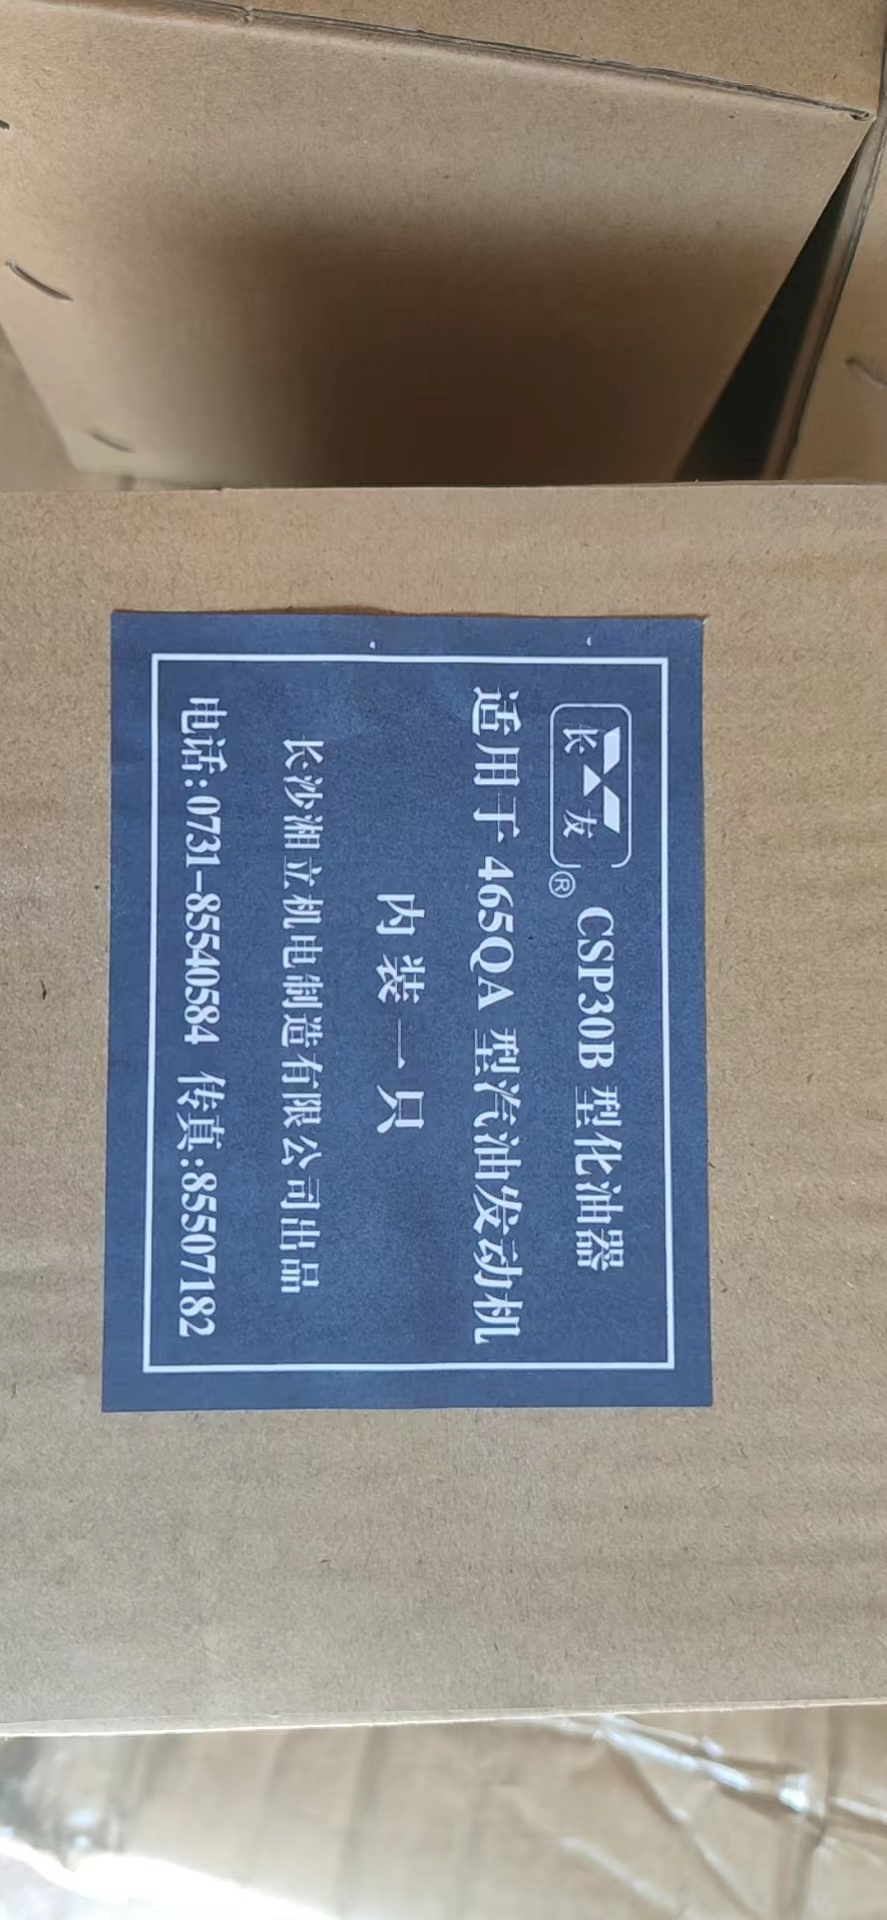 长友® CSP30B 型化油器
适用于 465QA 型汽油发动机
内装一只
长沙湘立机电制造有限公司出品
电话:0731-85540584 传真:85507182